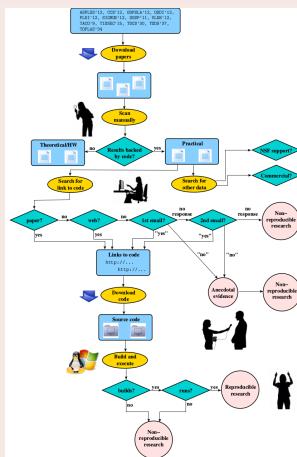 ASPLOS'12, CCS'12, OOPSLA'12, OSDI'12,
PLDI'12, SIGMOD'12, SOSP'11, VLDB'12,
TACO'9, TISSEC'15, TOCS'30, TODS'37,
TOPLAS'34
Download
papers
Scan
manually
Theoretical/HW
no
Results backed
by code?
yes
Practical
NSF support?
Search for
link to code
Search for
other data
Commercial?
paper?
no
web?
no
1st email?
no
response
2nd email?
no
response
Non-
reproducible
research
yes
yes
"yes"
"yes"
"no"
"no"
Links to code
http://...
http://...
Anecdotal
evidence
Non-
reproducible
research
Download
code
Source code
Build and
execute
builds?
yes
runs?
yes
Reproducible
research
no
no
Non-
reproducible
research